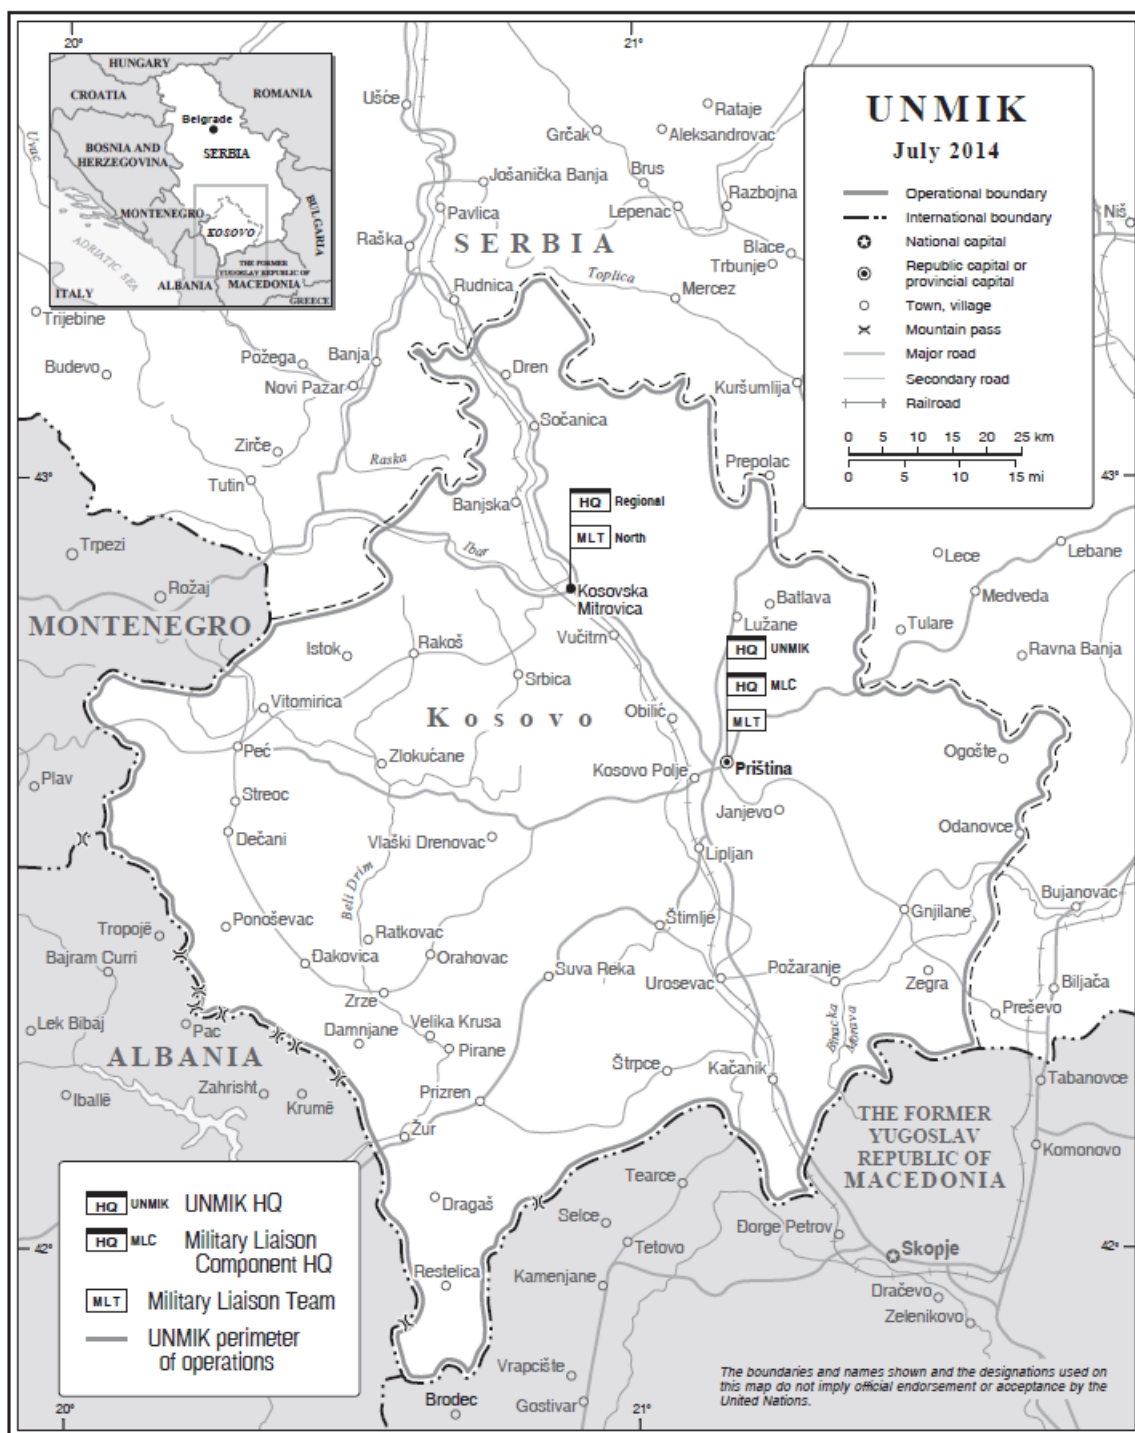 20°
21°
HUNGARY
CROATIA
ROMANIA
Belgrade
BOSNIA AND
HERZEGOVINA
SERBIA
MONTENEGRO
KOSOVO
BULGARIA
ADRIATIC SEA
THE FORMER
YUGOSLAV REPUBLIC OF
MACEDONIA
ALBANIA
ITALY
GREECE
UNMIK
July 2014
Operational boundary
International boundary
National capital
Republic capital or
provincial capital
Town, village
Mountain pass
Major road
Secondary road
Railroad
0 5 10 15 20 25 km
0 5 10 15 mi
Uvac
Ušće
Rataje
Grčak
Aleksandrovac
Brus
Jošanička Banja
Razbojna
Pavlica
Lepenac
Niš
Raška
SERBIA
Blace
Trbunje
Toplica
Rudnica
Mercez
Trijebine
Požega
Banja
Budevo
Dren
Novi Pazar
Kuršumlija
Sočanica
Zirče
Raska
Prepolac
43°
43°
Tutin
Banjska
HQ Regional
MLT North
Trpezi
Ibar
Lece
Lebane
Rožaj
Kosovska
Mitrovica
Batlava
Medveda
MONTENEGRO
Lužane
Tulare
Vučitrn
Istok
Rakoš
HQ UNMIK
Ravna Banja
Srbica
HQ MLC
Vitomirica
Kosovo
Obilić
MLT
Peć
Zlokućane
Ogošte
Kosovo Polje
Priština
Plav
Streoc
Janjevo
Dečani
Vlaški Drenovac
Odanovce
Lipljan
Beli Drim
Bujanovac
Ponoševac
Štimlje
Gnjilane
Tropojë
Ratkovac
Bajram Curri
Đakovica
Orahovac
Suva Reka
Požaranje
Urosevac
Zegra
Biljača
Zrze
Lek Bibaj
Pac
Damnjane
Velika Krusa
Binacka
Morava
Preševo
Pirane
ALBANIA
Štrpce
Kačanik
Zahrisht
Tabanovce
Iballë
Krumë
Prizren
THE FORMER
YUGOSLAV
REPUBLIC OF
MACEDONIA
Žur
Komonovo
Tearce
Dragaš
Selce
Đorge Petrov
Tetovo
Skopje
42°
42°
Restelica
Kamenjane
Dračevo
Zelenikovo
Vrapcište
Brodec
Gostivar
HQ UNMIK UNMIK HQ
HQ MLC Military Liaison
Component HQ
MLT Military Liaison Team
UNMIK perimeter
of operations
The boundaries and names shown and the designations used on
this map do not imply official endorsement or acceptance by the
United Nations.
20°
21°